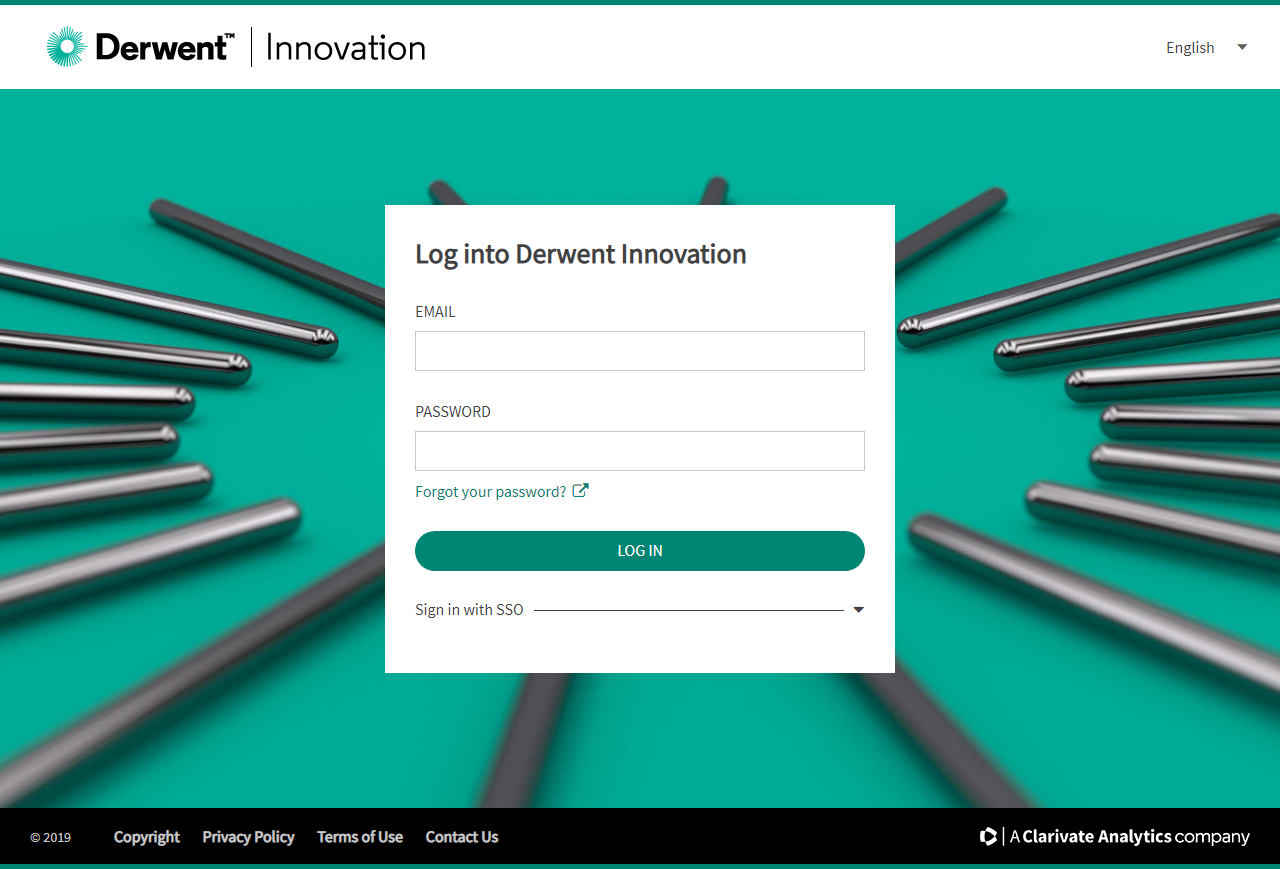 Derwent™ Innovation
English
Log into Derwent Innovation
EMAIL
PASSWORD
Forgot your password?
LOG IN
Sign in with SSO
© 2019 Copyright Privacy Policy Terms of Use Contact Us
A Clarivate Analytics company